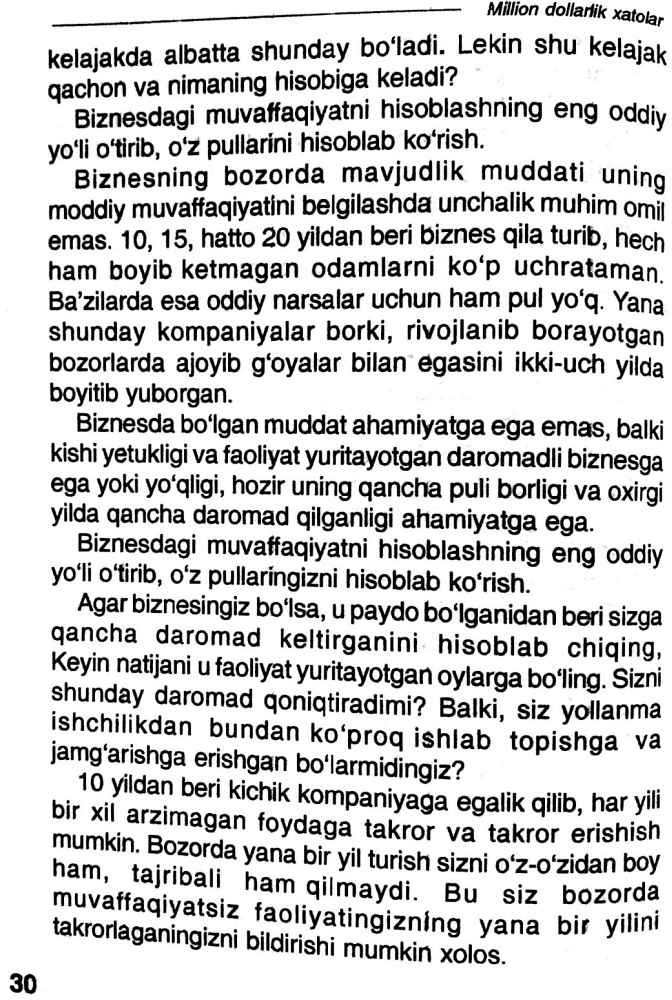 Million dollarlik xatolar
kelajakda albatta shunday bo‘ladi. Lekin shu kelajak
qachon va nimaning hisobiga keladi?
Biznesdagi muvaffaqiyatni hisoblashning eng oddiy
yo‘li o‘tirib, o‘z pullarini hisoblab ko‘rish.
Biznesning bozorda mavjudlik muddati uning
moddiy muvaffaqiyatini belgilashda unchalik muhim omil
emas. 10, 15, hatto 20 yildan beri biznes qila turib, hech
ham boyib ketmagan odamlarni ko‘p uchrataman.
Ba’zilarda esa oddiy narsalar uchun ham pul yo‘q. Yana
shunday kompaniyalar borki, rivojlanib borayotgan
bozorlarda ajoyib g‘oyalar bilan egasini ikki-uch yilda
boyitib yuborgan.
Biznesda bo‘lgan muddat ahamiyatga ega emas, balki
kishi yetukligi va faoliyat yuritayotgan daromadli biznesga
ega yoki yo‘qligi, hozir uning qancha puli borligi va oxirgi
yilda qancha daromad qilganligi ahamiyatga ega.
Biznesdagi muvaffaqiyatni hisoblashning eng oddiy
yo‘li o‘tirib, o‘z pullaringizni hisoblab ko‘rish.
Agar biznesingiz bo‘lsa, u paydo bo‘lganidan beri sizga
qancha daromad keltirganini hisoblab chiqing,
Keyin natijani u faoliyat yuritayotgan oylarga bo‘ling. Sizni
shunday daromad qoniqtiradimi? Balki, siz yollanma
ishchilikdan bundan ko‘proq ishlab topishga va
jamg‘arishga erishgan bo‘larmidingiz?
10 yildan beri kichik kompaniyaga egalik qilib, har yili
bir xil arzimagan foydaga takror va takror erishish
mumkin. Bozorda yana bir yil turish sizni o‘z-o‘zidan boy
ham, tajribali ham qilmaydi. Bu siz bozorda
muvaffaqiyatsiz faoliyatingizning yana bir yilini
takrorlaganingizni bildirishi mumkin xolos.
30